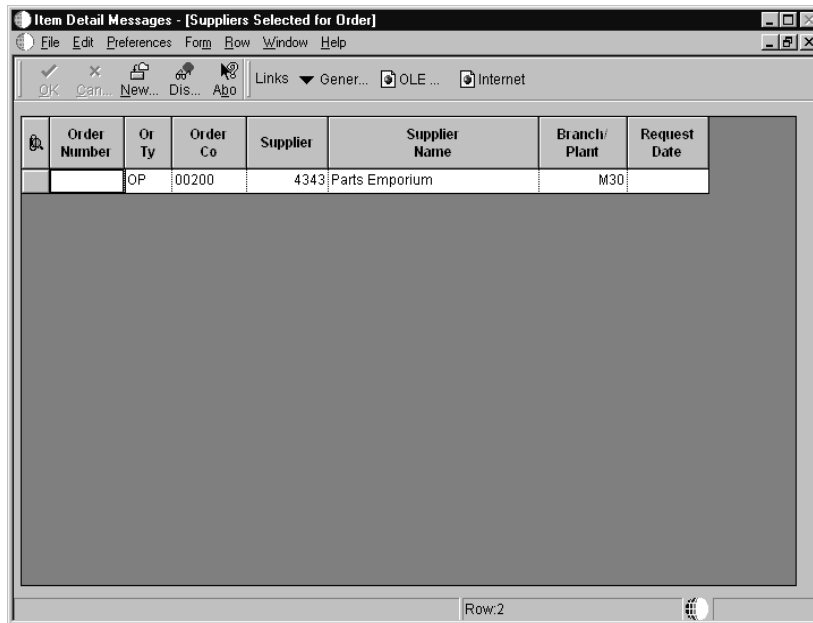 Item Detail Messages - [Suppliers Selected for Order]
File Edit Preferences Form Row Window Help
OK Can... New... Dis... Abo Links Gener... OLE ... Internet
Order Number Or Ty Order Co Supplier Supplier Name Branch/ Plant Request Date
OP 00200 4343 Parts Emporium M30
Row:2